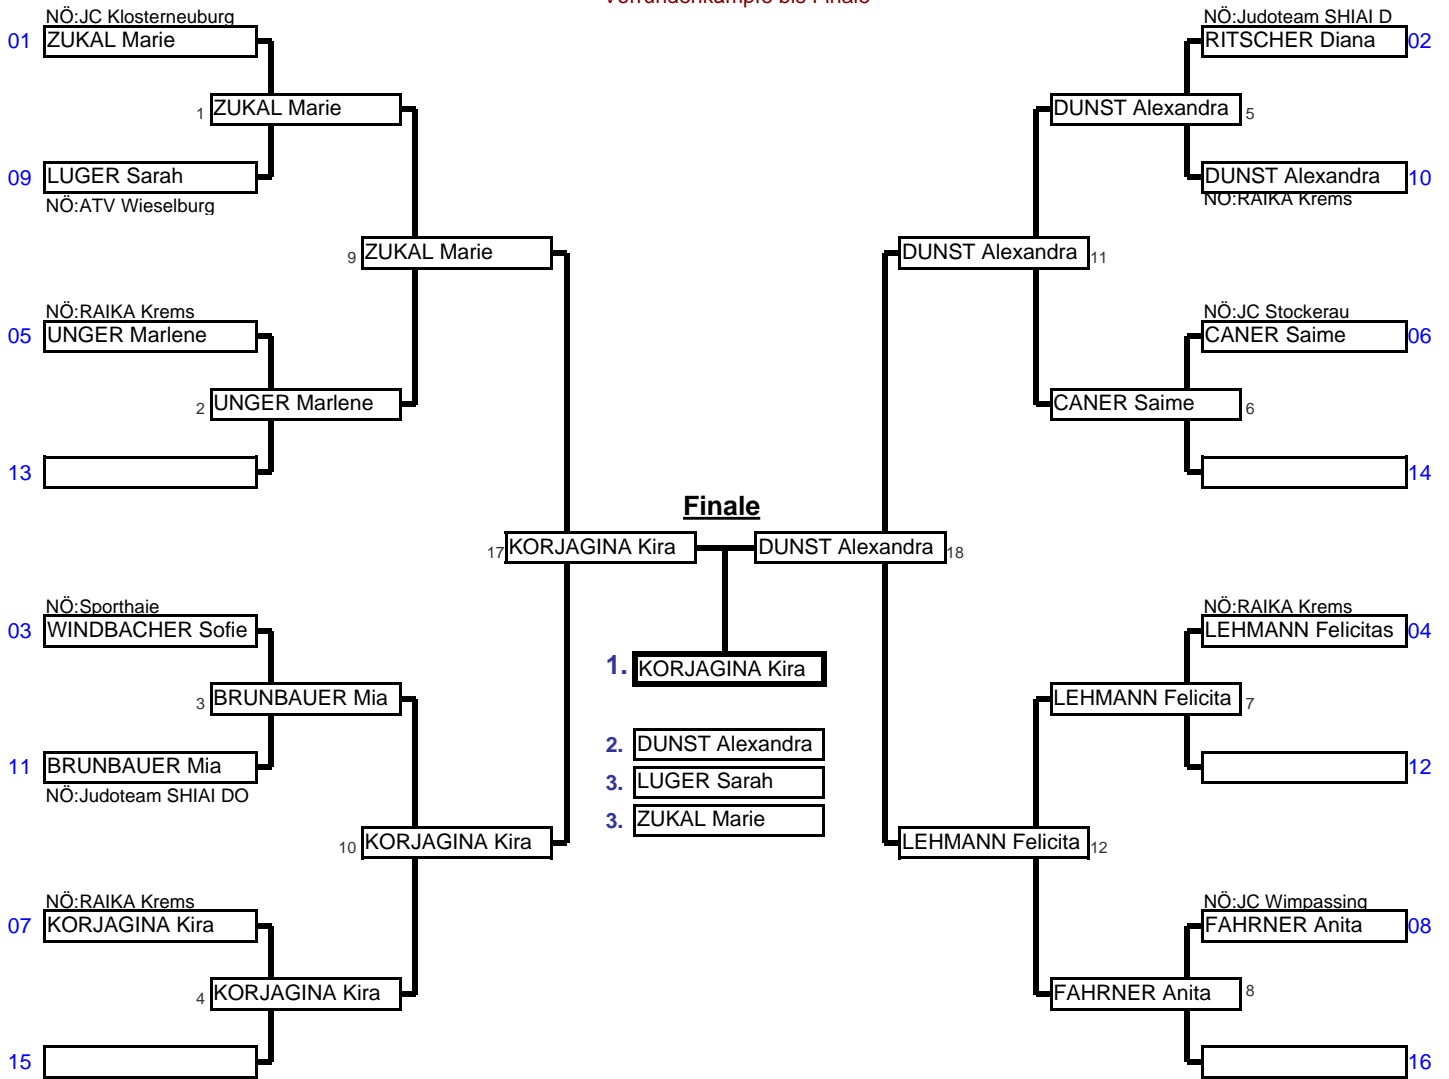 Vorrundenkämpfe bis Finale
NÖ:JC Klosterneuburg
01 ZUKAL Marie
1 ZUKAL Marie
09 LUGER Sarah
NÖ:ATV Wieselburg
9 ZUKAL Marie
NÖ:RAIKA Krems
05 UNGER Marlene
2 UNGER Marlene
13
17 KORJAGINA Kira
NÖ:Sporthaie
03 WINDBACHER Sofie
3 BRUNBAUER Mia
11 BRUNBAUER Mia
NÖ:Judoteam SHIAI DO
10 KORJAGINA Kira
NÖ:RAIKA Krems
07 KORJAGINA Kira
4 KORJAGINA Kira
15
Finale
1. KORJAGINA Kira
2. DUNST Alexandra
3. LUGER Sarah
3. ZUKAL Marie
NÖ:Judoteam SHIAI D
RITSCHER Diana 02
DUNST Alexandra 5
DUNST Alexandra 10
NÖ:RAIKA Krems
DUNST Alexandra 11
NÖ:JC Stockerau
CANER Saime 06
CANER Saime 6
14
DUNST Alexandra 18
NÖ:RAIKA Krems
LEHMANN Felicitas 04
LEHMANN Felicita 7
12
LEHMANN Felicita 12
NÖ:JC Wimpassing
FAHRNER Anita 08
FAHRNER Anita 8
16